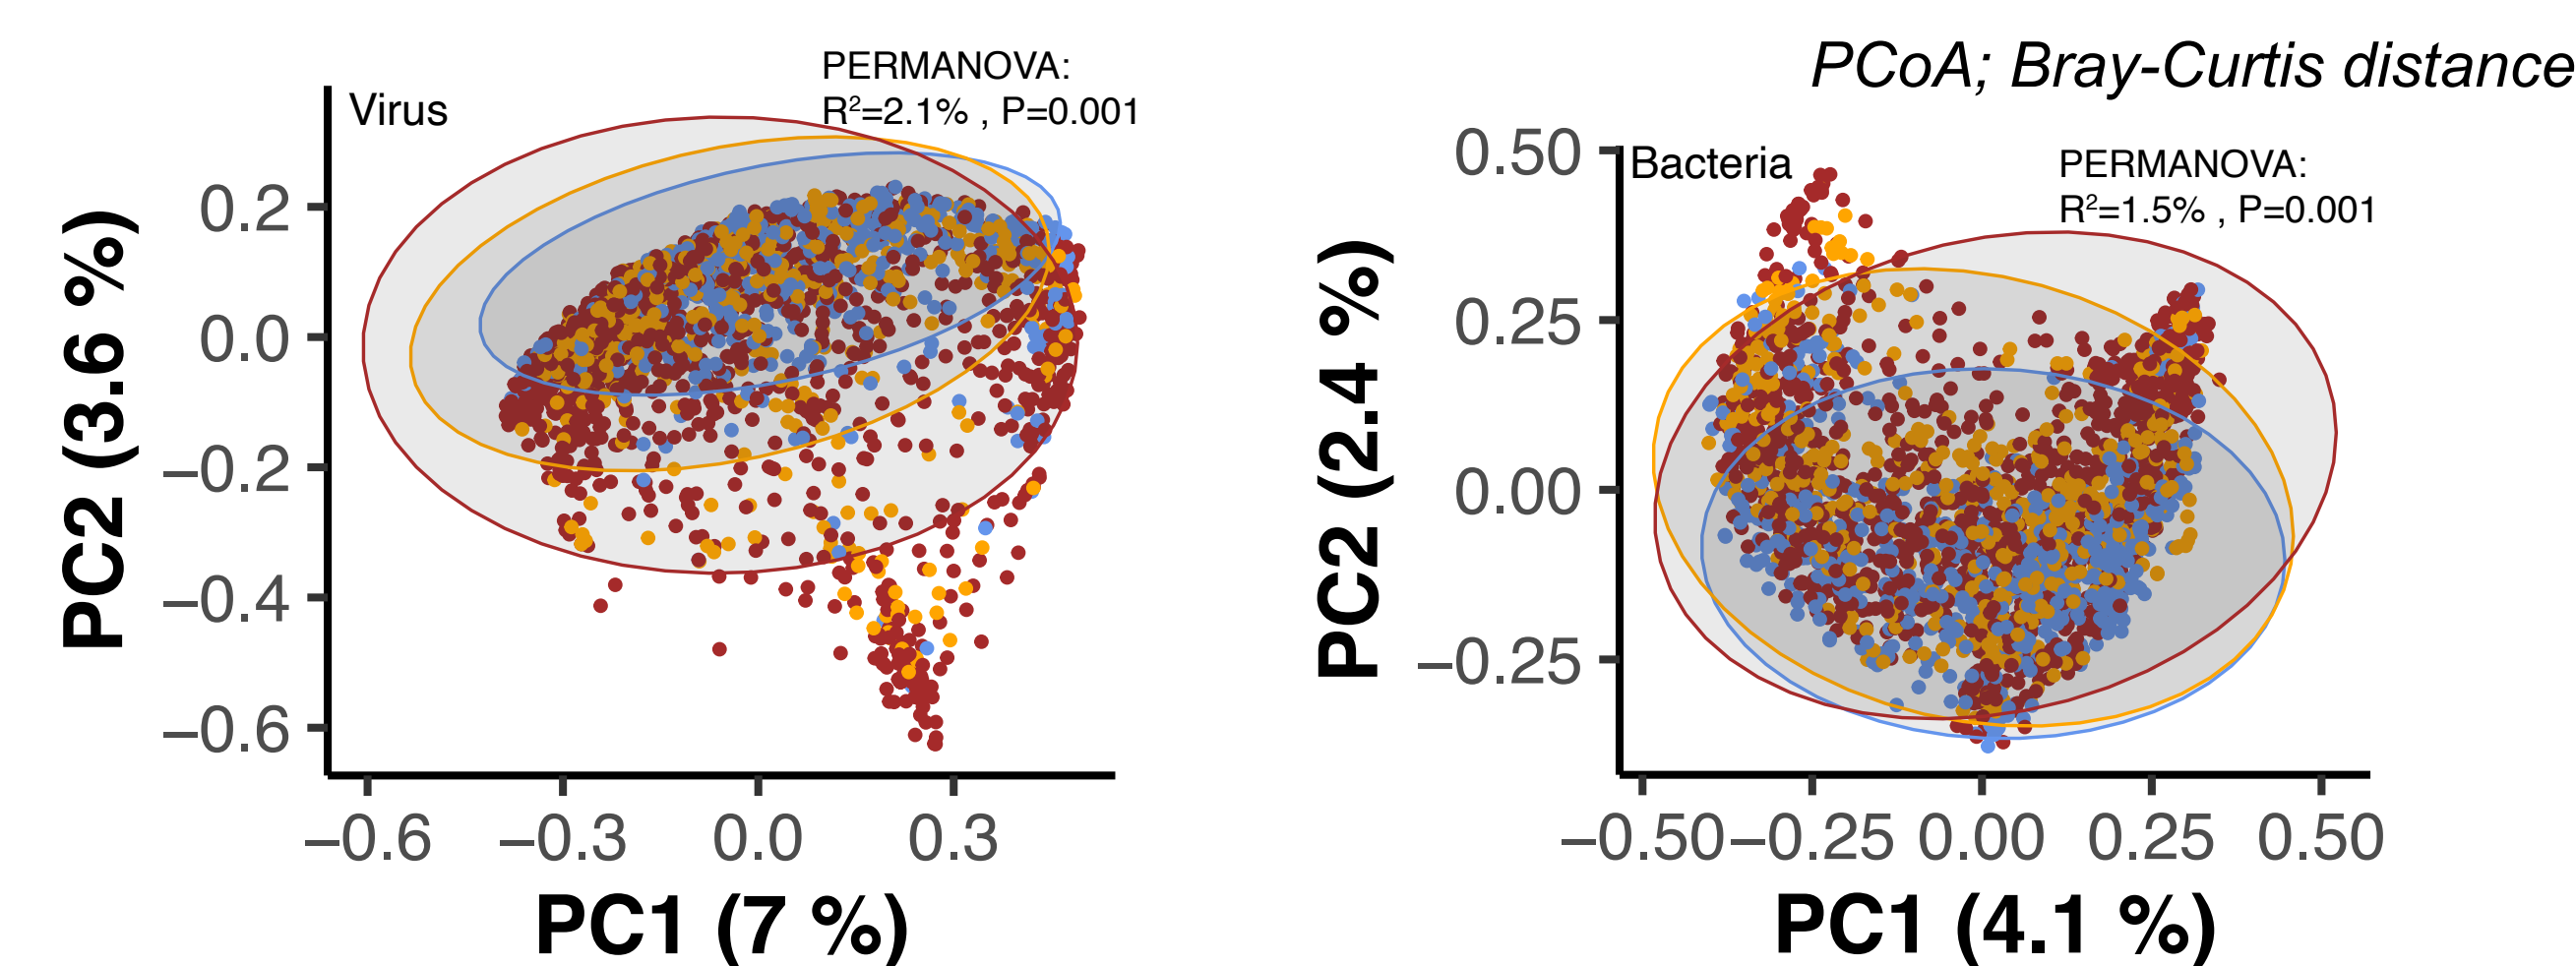 PCoA; Bray-Curtis distance
Virus
PERMANOVA:
R²=2.1% , P=0.001
PC2 (3.6 %)
0.2
0.0
−0.2
−0.4
−0.6
−0.6 −0.3 0.0 0.3
PC1 (7 %)
Bacteria
PERMANOVA:
R²=1.5% , P=0.001
PC2 (2.4 %)
0.50
0.25
0.00
−0.25
−0.50 −0.25 0.00 0.25 0.50
PC1 (4.1 %)